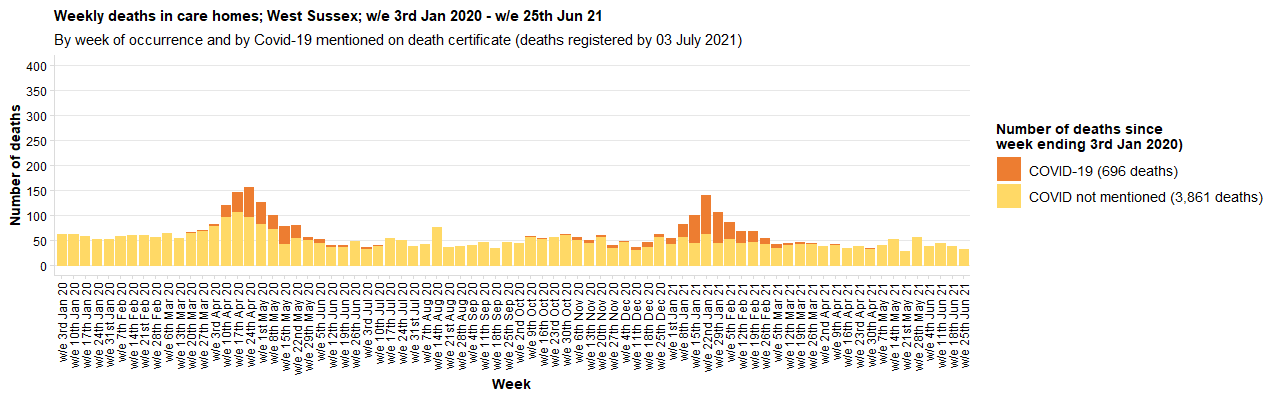 Weekly deaths in care homes; West Sussex; w/e 3rd Jan 2020 - w/e 25th Jun 21
By week of occurrence and by Covid-19 mentioned on death certificate (deaths registered by 03 July 2021)
400
350
300
250
200
150
100
50
0
Number of deaths
w/e 3rd Jan 20
w/e 10th Jan 20
w/e 17th Jan 20
w/e 24th Jan 20
w/e 31st Jan 20
w/e 7th Feb 20
w/e 14th Feb 20
w/e 21st Feb 20
w/e 28th Feb 20
w/e 6th Mar 20
w/e 13th Mar 20
w/e 20th Mar 20
w/e 27th Mar 20
w/e 3rd Apr 20
w/e 10th Apr 20
w/e 17th Apr 20
w/e 24th Apr 20
w/e 1st May 20
w/e 8th May 20
w/e 15th May 20
w/e 22nd May 20
w/e 29th May 20
w/e 5th Jun 20
w/e 12th Jun 20
w/e 19th Jun 20
w/e 26th Jun 20
w/e 3rd Jul 20
w/e 10th Jul 20
w/e 17th Jul 20
w/e 24th Jul 20
w/e 31st Jul 20
w/e 7th Aug 20
w/e 14th Aug 20
w/e 21st Aug 20
w/e 28th Aug 20
w/e 4th Sep 20
w/e 11th Sep 20
w/e 18th Sep 20
w/e 25th Sep 20
w/e 2nd Oct 20
w/e 9th Oct 20
w/e 16th Oct 20
w/e 23rd Oct 20
w/e 30th Oct 20
w/e 6th Nov 20
w/e 13th Nov 20
w/e 20th Nov 20
w/e 27th Nov 20
w/e 4th Dec 20
w/e 11th Dec 20
w/e 18th Dec 20
w/e 25th Dec 20
w/e 1st Jan 21
w/e 8th Jan 21
w/e 15th Jan 21
w/e 22nd Jan 21
w/e 29th Jan 21
w/e 5th Feb 21
w/e 12th Feb 21
w/e 19th Feb 21
w/e 26th Feb 21
w/e 5th Mar 21
w/e 12th Mar 21
w/e 19th Mar 21
w/e 26th Mar 21
w/e 2nd Apr 21
w/e 9th Apr 21
w/e 16th Apr 21
w/e 23rd Apr 21
w/e 30th Apr 21
w/e 7th May 21
w/e 14th May 21
w/e 21st May 21
w/e 28th May 21
w/e 4th Jun 21
w/e 11th Jun 21
w/e 18th Jun 21
w/e 25th Jun 21
Week
Number of deaths since
week ending 3rd Jan 2020)
COVID-19 (696 deaths)
COVID not mentioned (3,861 deaths)